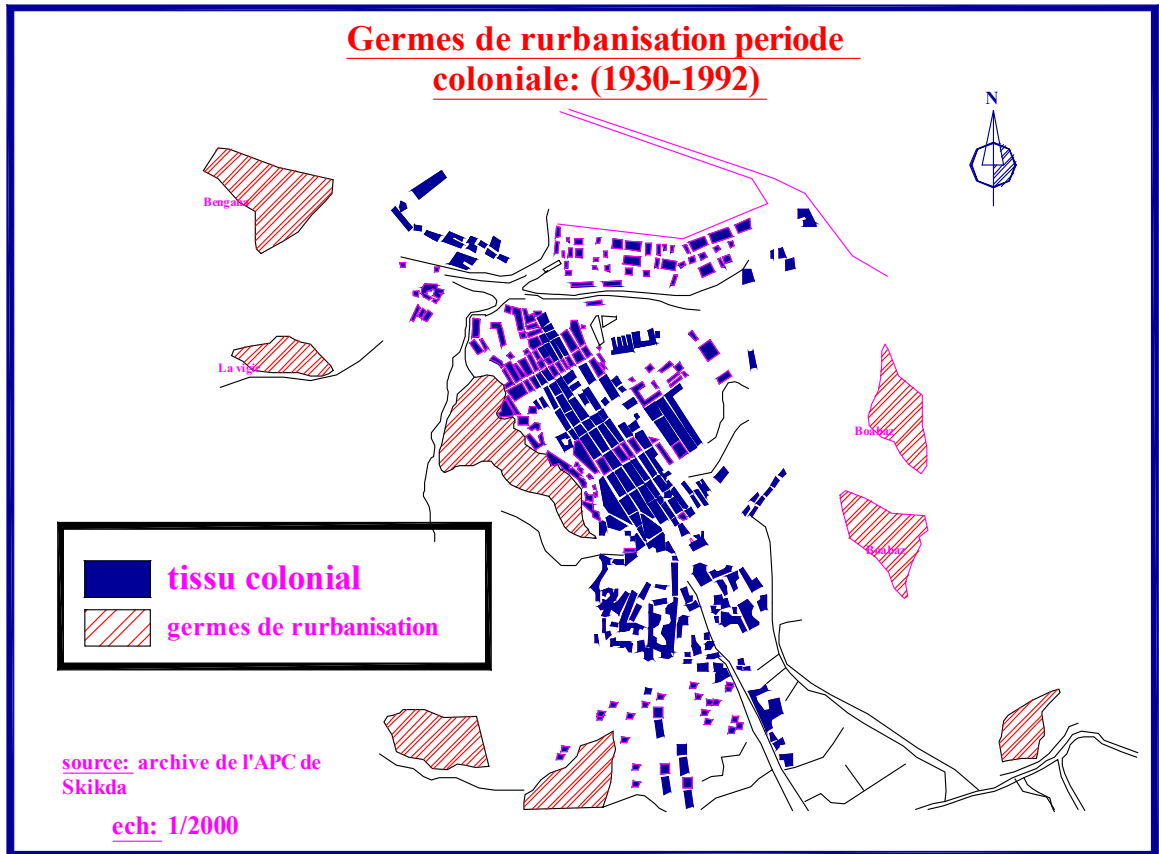 Germes de rurbanisation periode
coloniale: (1930-1992)
N
Bengana
La vigie
Boabaz
Boabaz
tissu colonial
germes de rurbanisation
source: archive de l'APC de
Skikda
ech: 1/2000